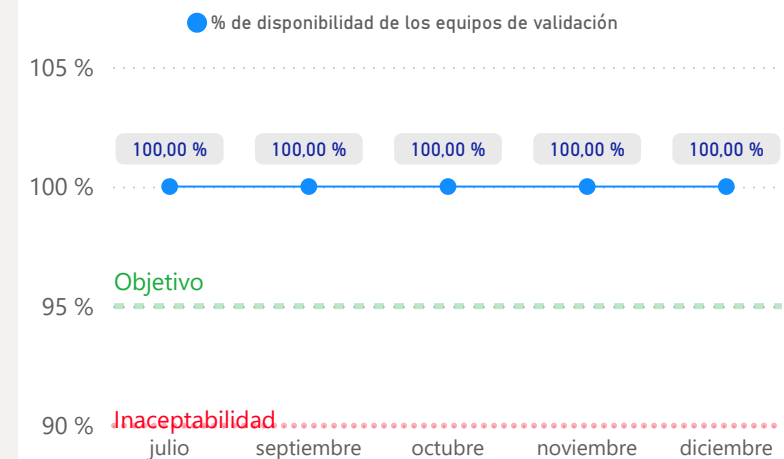 % de disponibilidad de los equipos de validación
105 %
100,00 % 100,00 % 100,00 % 100,00 % 100,00 %
100 %
Objetivo
95 %
Inaceptabilidad
90 %
julio septiembre octubre noviembre diciembre